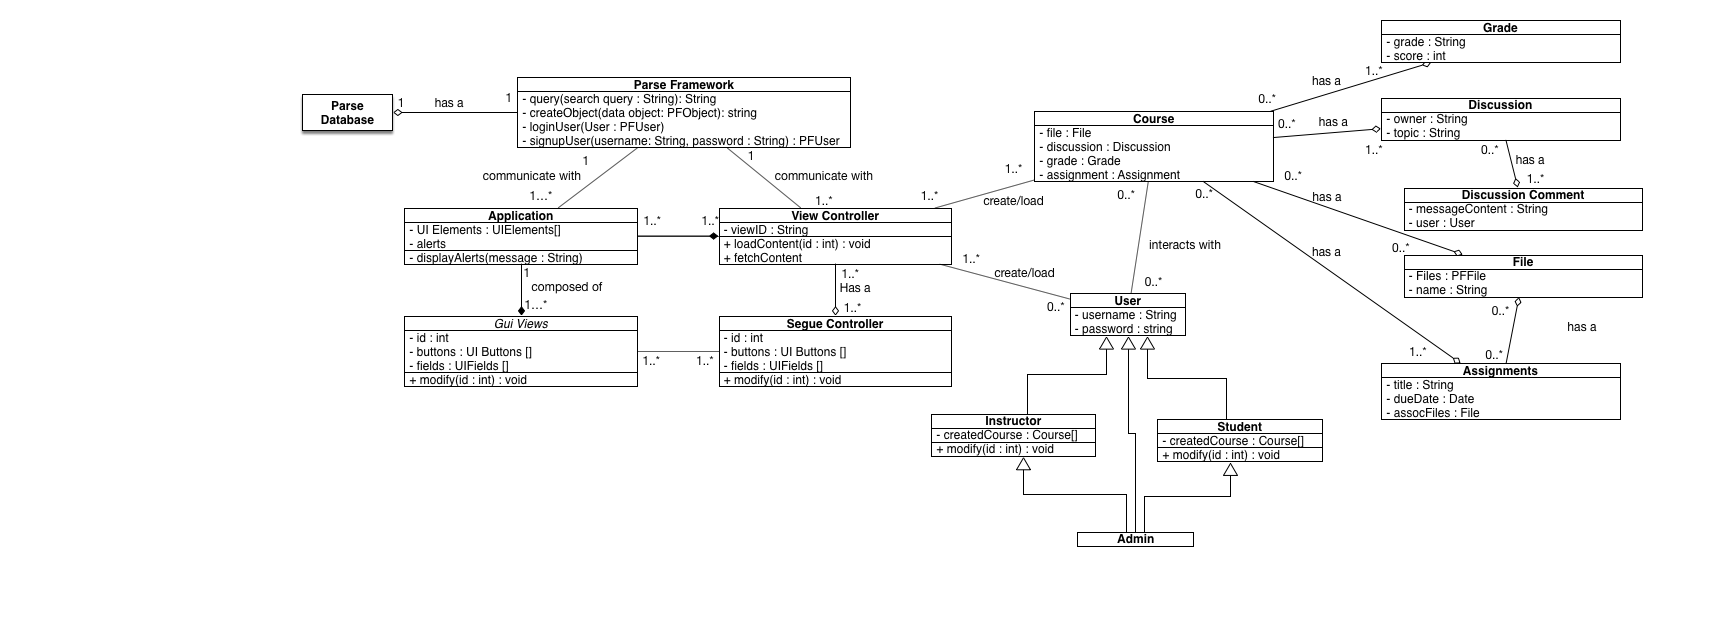 Grade
- grade : String
- score : int
1..*
has a
0..*
Parse Framework
- query(search query : String): String
- createObject(data object: PFObject): string
- loginUser(User : PFUser)
- signupUser(username: String, password : String) : PFUser
Parse
Database
1
has a
1
Discussion
- owner : String
- topic : String
Course
- file : File
- discussion : Discussion
- grade : Grade
- assignment : Assignment
0..*
has a
1..*
0..*
has a
1..*
1
communicate with
1...*
1
communicate with
1..*
1..*
1..*
create/load
0..*
0..*
0..*
has a
0..*
Discussion Comment
- messageContent : String
- user : User
Application
- UI Elements : UIElements[]
- alerts
- displayAlerts(message : String)
1..*
1..*
View Controller
- viewID : String
+ loadContent(id : int) : void
+ fetchContent
interacts with
has a
File
- Files : PFFile
- name : String
1
composed of
1...*
1..*
Has a
1..*
1..*
create/load
0..*
0..*
User
- username : String
- password : string
0..*
has a
0..*
1..*
Gui Views
- id : int
- buttons : UI Buttons []
- fields : UIFields []
+ modify(id : int) : void
1..*
1..*
Segue Controller
- id : int
- buttons : UI Buttons []
- fields : UIFields []
+ modify(id : int) : void
Assignments
- title : String
- dueDate : Date
- assocFiles : File
Instructor
- createdCourse : Course[]
+ modify(id : int) : void
Student
- createdCourse : Course[]
+ modify(id : int) : void
Admin